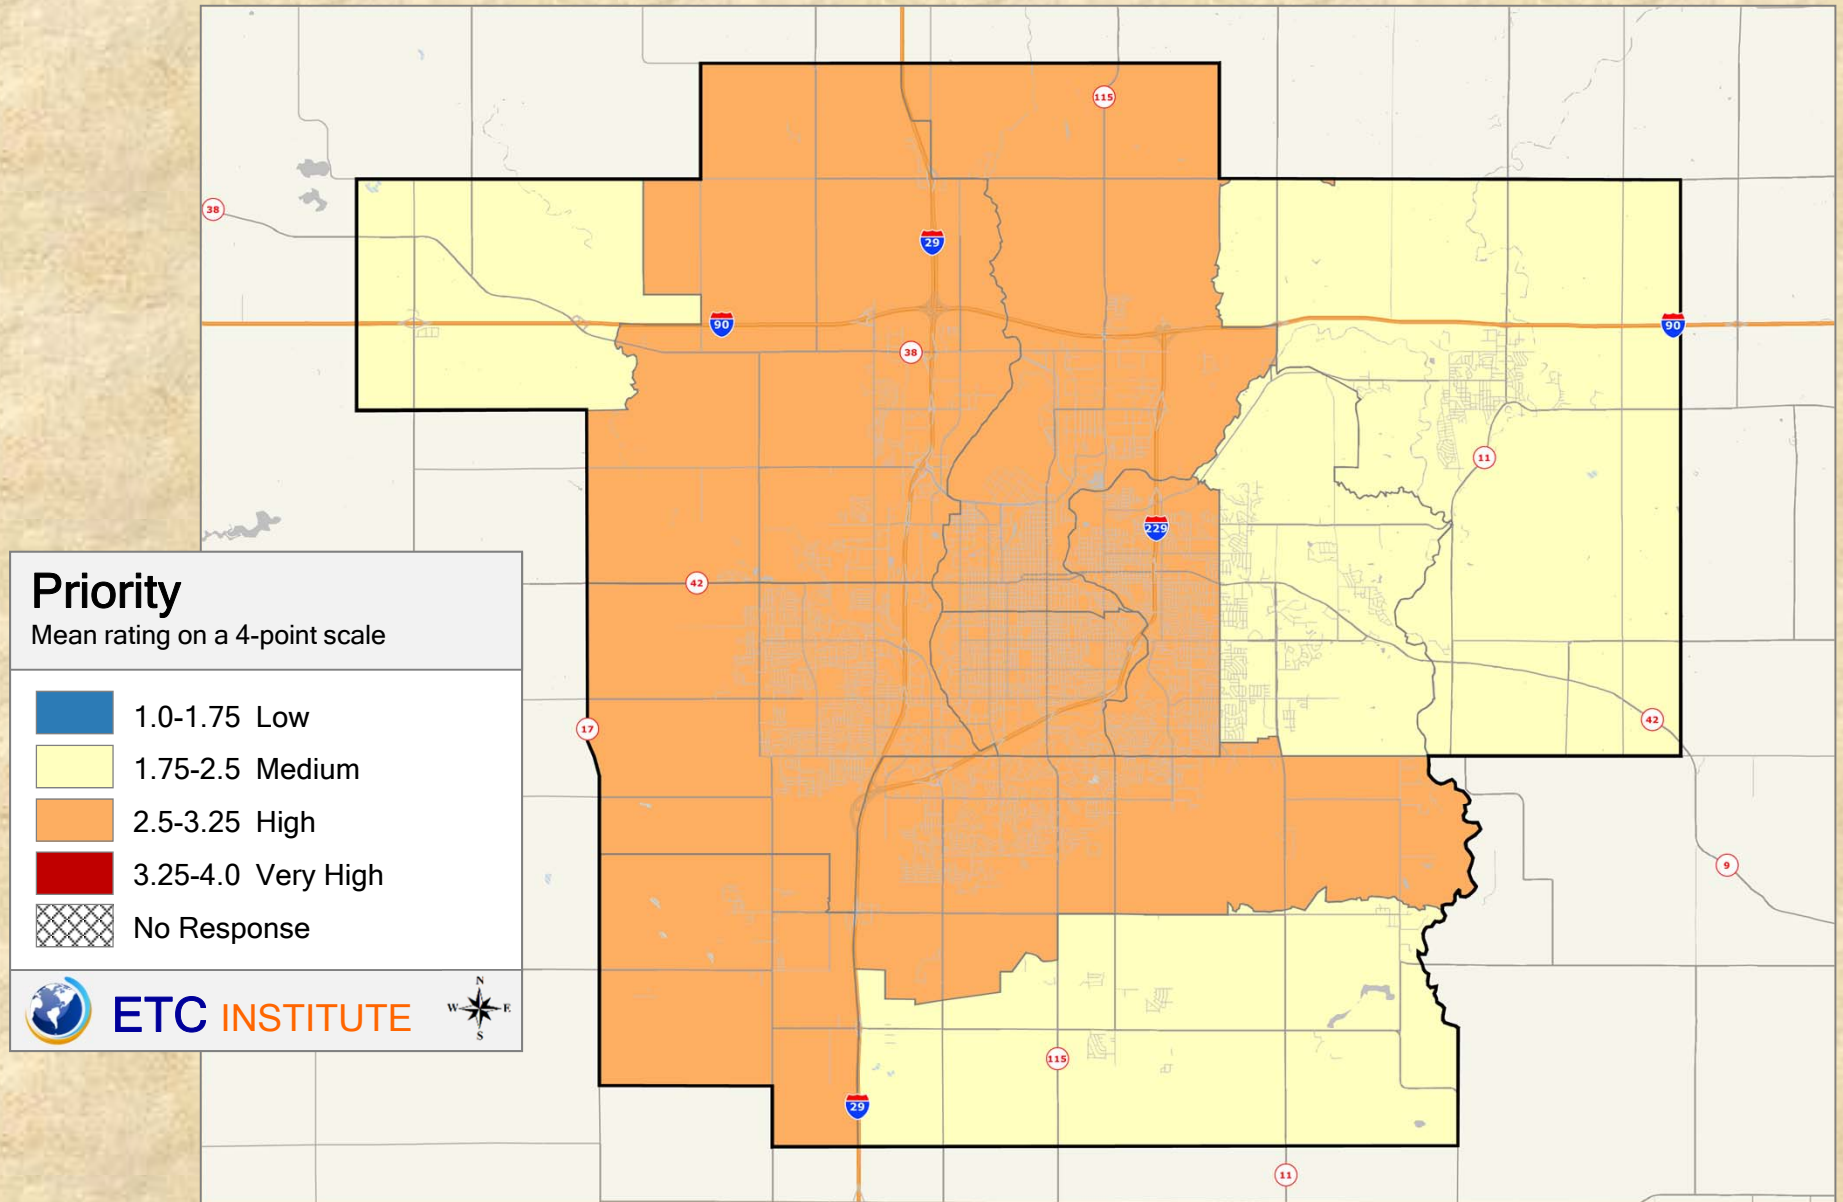 115
38
29
90
90
38
11
229
42
17
42
9
115
29
11
Priority
Mean rating on a 4-point scale
1.0-1.75 Low
1.75-2.5 Medium
2.5-3.25 High
3.25-4.0 Very High
No Response
ETC INSTITUTE
N
W E
S